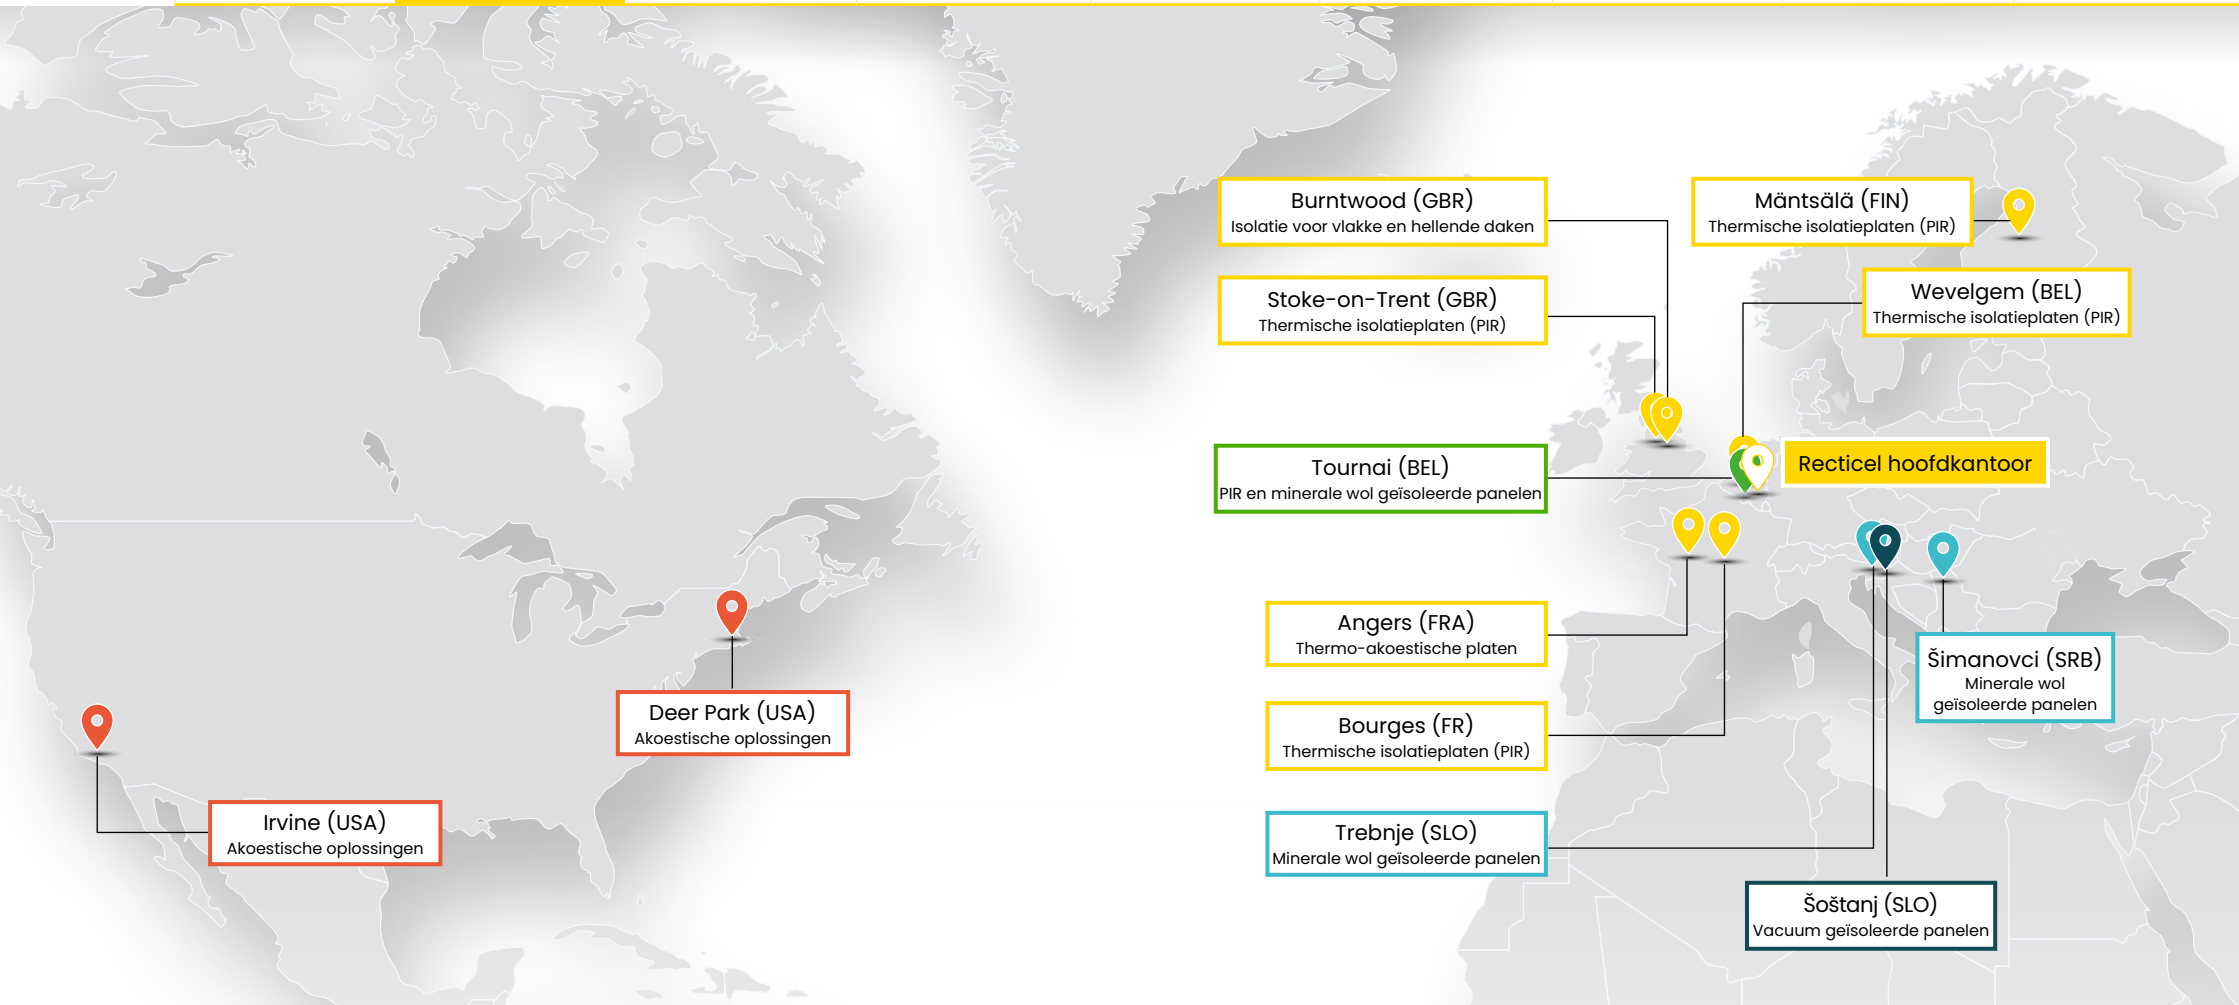 Burntwood (GBR)
Isolatie voor vlakke en hellende daken
Mäntsälä (FIN)
Thermische isolatieplaten (PIR)
Stoke-on-Trent (GBR)
Thermische isolatieplaten (PIR)
Wevelgem (BEL)
Thermische isolatieplaten (PIR)
Tournai (BEL)
PIR en minerale wol geïsoleerde panelen
Recticel hoofdkantoor
Angers (FRA)
Thermo-akoestische platen
Šimanovci (SRB)
Minerale wol
geïsoleerde panelen
Deer Park (USA)
Akoestische oplossingen
Bourges (FR)
Thermische isolatieplaten (PIR)
Irvine (USA)
Akoestische oplossingen
Trebnje (SLO)
Minerale wol geïsoleerde panelen
Šoštanj (SLO)
Vacuum geïsoleerde panelen